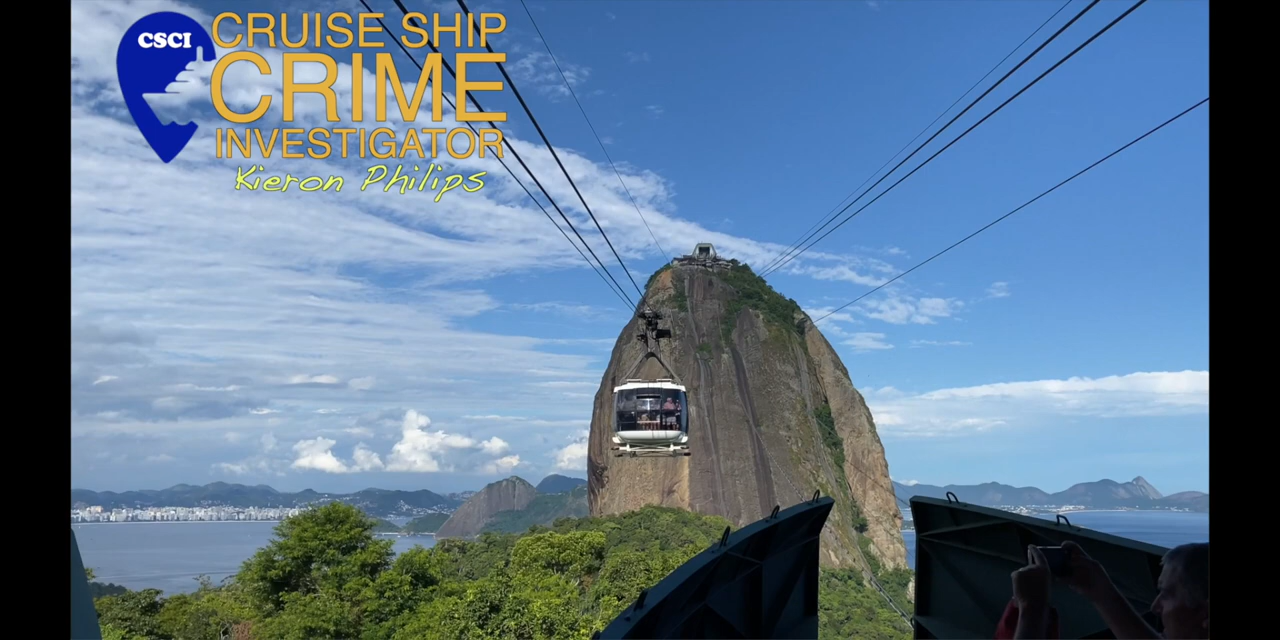 CSCI
CRUISE SHIP
CRIME
INVESTIGATOR
Kieron Philips